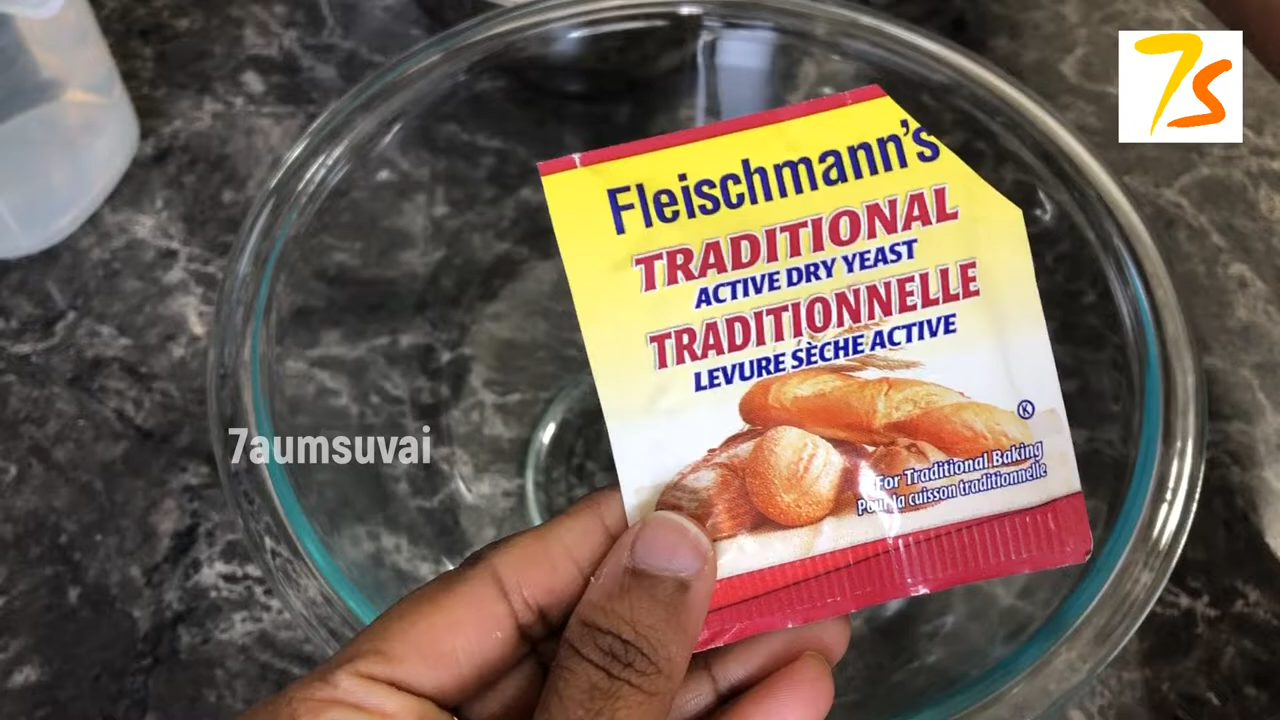 7S
Fleischmann's
TRADITIONAL
ACTIVE DRY YEAST
TRADITIONNELLE
LEVURE SÈCHE ACTIVE
K
For Traditional Baking
Pour la cuisson traditionnelle
7aumsuvai